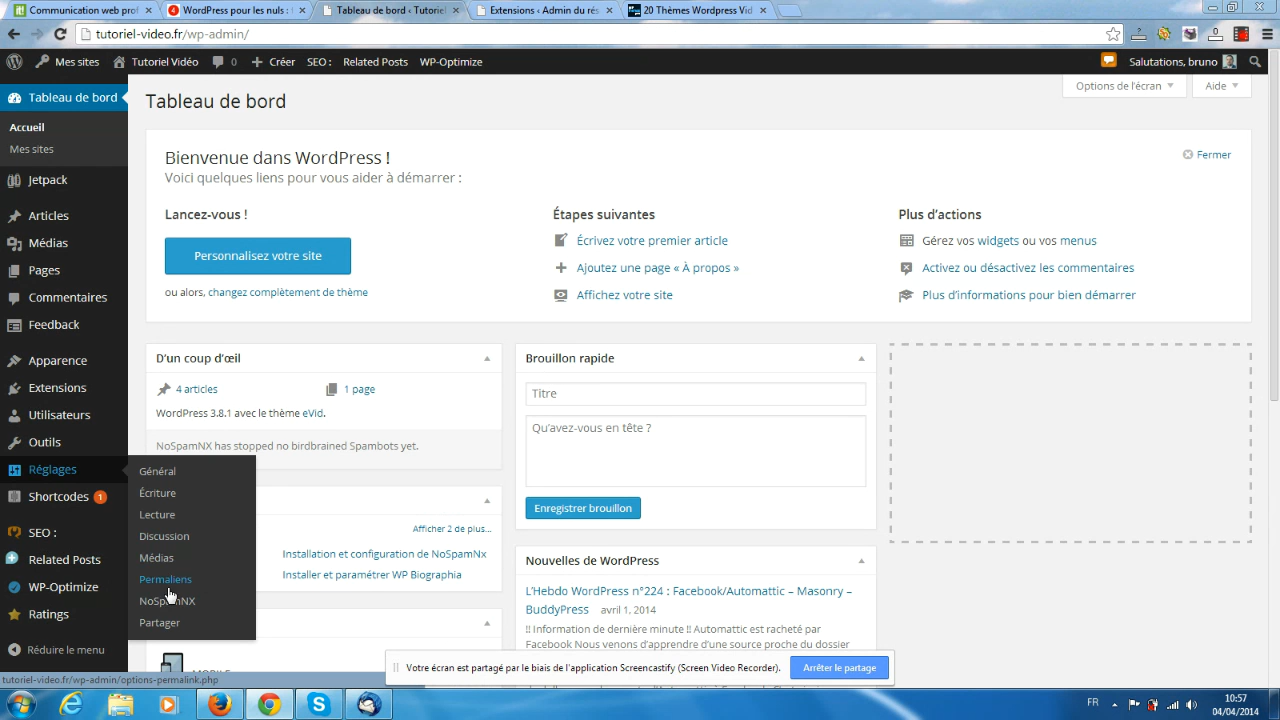 Communication web prof
WordPress pour les nuls :
Tableau de bord ‹ Tutoriel
Extensions ‹ Admin du rés
20 Thèmes Wordpress Vid
tutoriel-video.fr/wp-admin/
Mes sites
Tutoriel Vidéo
0
Créer
SEO :
Related Posts
WP-Optimize
Salutations, bruno
Tableau de bord
Accueil
Mes sites
Jetpack
Articles
Médias
Pages
Commentaires
Feedback
Apparence
Extensions
Utilisateurs
Outils
Réglages
Shortcodes 1
SEO :
Related Posts
WP-Optimize
Ratings
Réduire le menu
Général
Écriture
Lecture
Discussion
Médias
Permaliens
NoSpamNX
Partager
Tableau de bord
Options de l'écran
Aide
Bienvenue dans WordPress !
Voici quelques liens pour vous aider à démarrer :
Fermer
Lancez-vous !
Personnalisez votre site
ou alors, changez complètement de thème
Étapes suivantes
Écrivez votre premier article
Ajoutez une page « À propos »
Affichez votre site
Plus d'actions
Gérez vos widgets ou vos menus
Activez ou désactivez les commentaires
Plus d'informations pour bien démarrer
D'un coup d'œil
4 articles
1 page
WordPress 3.8.1 avec le thème eVid.
NoSpamNX has stopped no birdbrained Spambots yet.
Afficher 2 de plus...
Installation et configuration de NoSpamNx
Installer et paramétrer WP Biographia
Brouillon rapide
Titre
Qu'avez-vous en tête ?
Enregistrer brouillon
Nouvelles de WordPress
L'Hebdo WordPress n°224 : Facebook/Automattic – Masonry –
BuddyPress avril 1, 2014
!! Information de dernière minute !! Automattic est racheté par
Facebook Nous venons d'apprendre d'une source proche du dossier
Votre écran est partagé par le biais de l'application Screencastify (Screen Video Recorder).
Arrêter le partage
tutoriel-video.fr/wp-admin/options-permalink.php
FR
10:57
04/04/2014